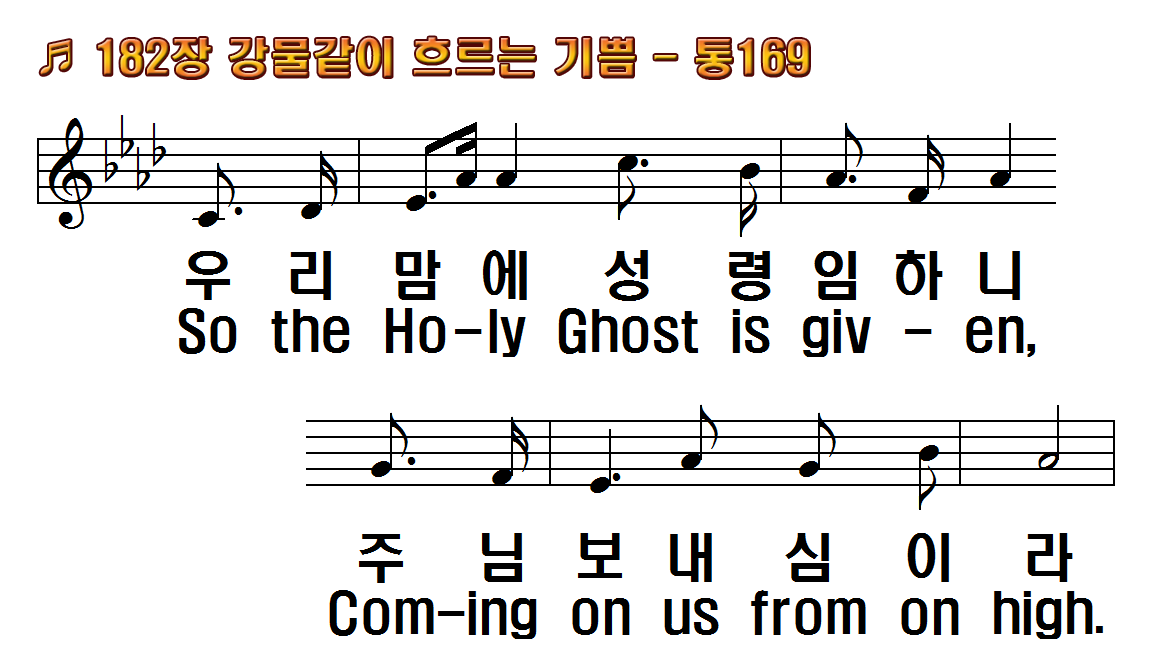 ♬ 182장 강물같이 흐르는 기쁨 - 통169
우 리 맘 에 성 령 임 하 니
So the Ho-ly Ghost is giv - en,
주 님 보 내 심 이 라
Com-ing on us from on high.